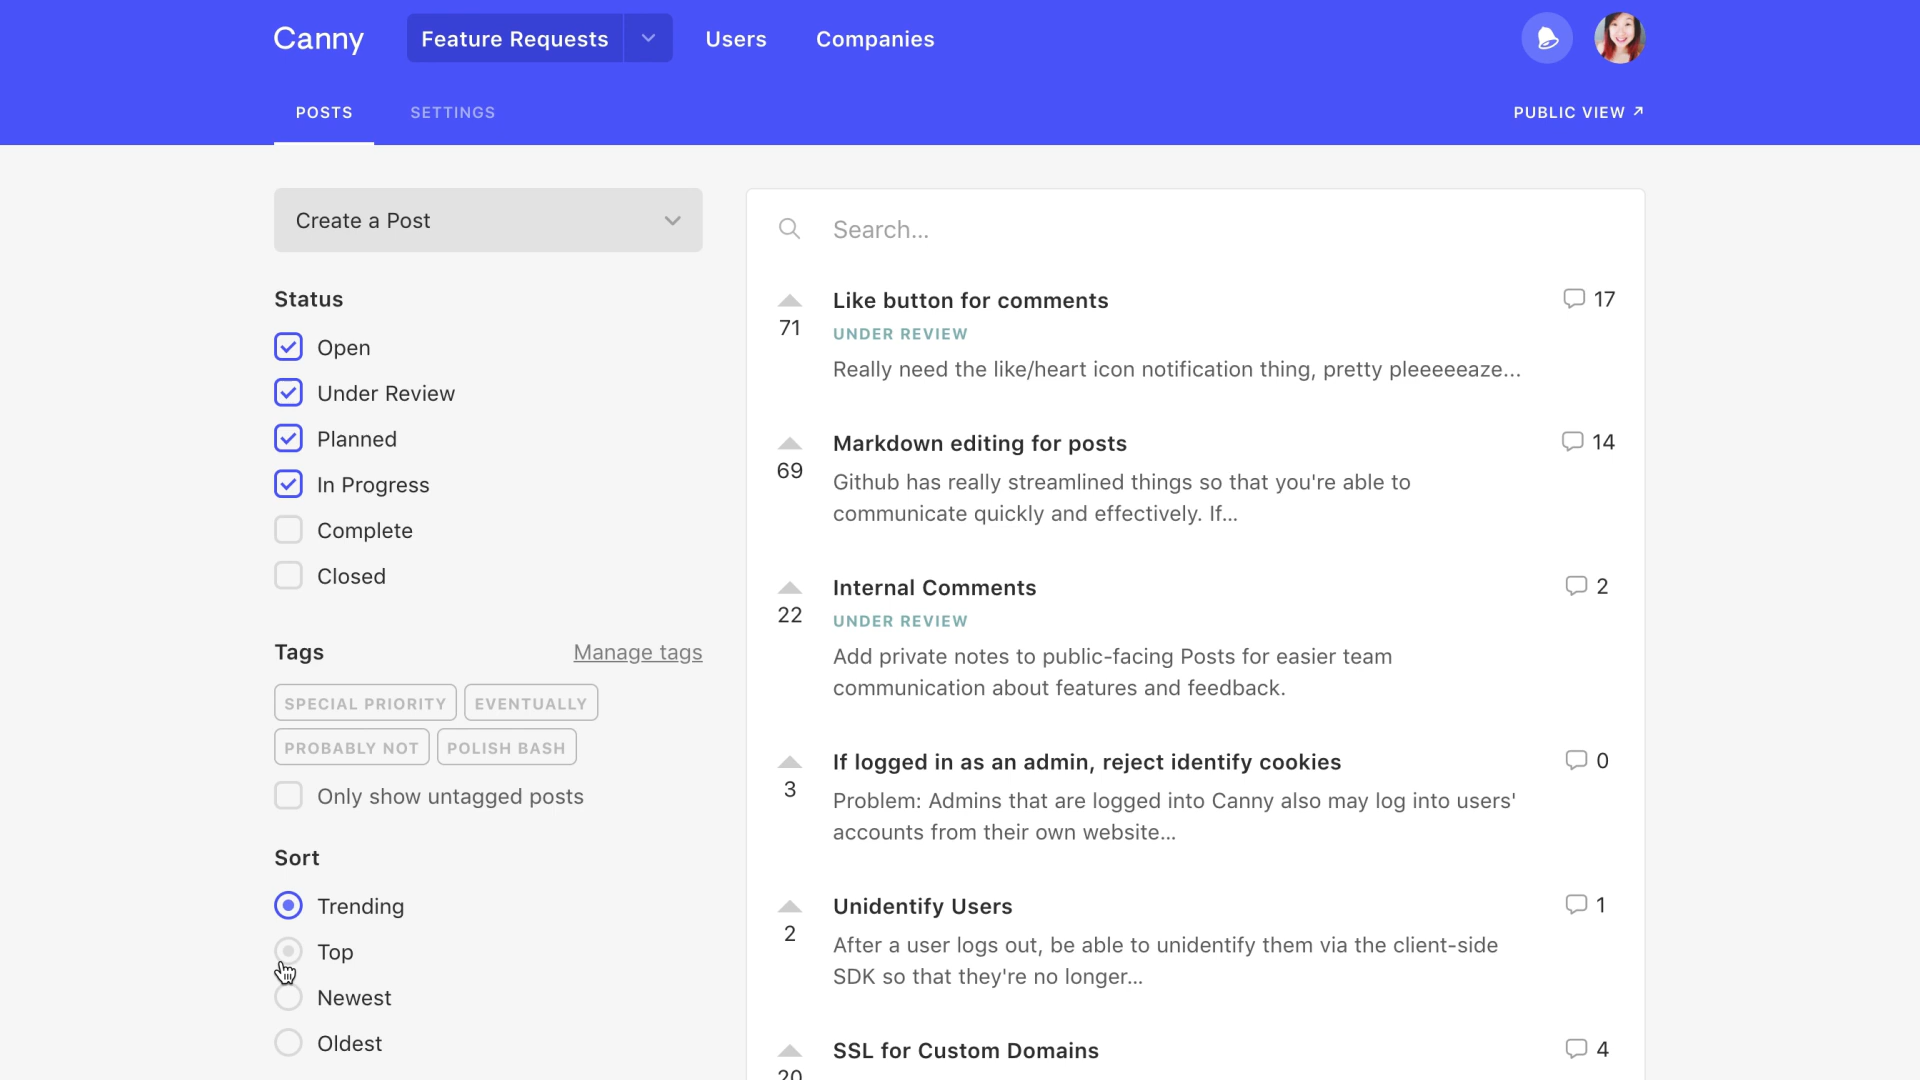 Canny
Feature Requests
Users
Companies
POSTS
SETTINGS
PUBLIC VIEW ↗
Create a Post
Status
Open
Under Review
Planned
In Progress
Complete
Closed
Tags
Manage tags
SPECIAL PRIORITY
EVENTUALLY
PROBABLY NOT
POLISH BASH
Only show untagged posts
Sort
Trending
Top
Newest
Oldest
Search...
Like button for comments
17
71
UNDER REVIEW
Really need the like/heart icon notification thing, pretty pleeeeeaze...
Markdown editing for posts
14
69
Github has really streamlined things so that you're able to
communicate quickly and effectively. If...
Internal Comments
2
22
UNDER REVIEW
Add private notes to public-facing Posts for easier team
communication about features and feedback.
If logged in as an admin, reject identify cookies
0
3
Problem: Admins that are logged into Canny also may log into users'
accounts from their own website...
Unidentify Users
1
2
After a user logs out, be able to unidentify them via the client-side
SDK so that they're no longer...
SSL for Custom Domains
4
20